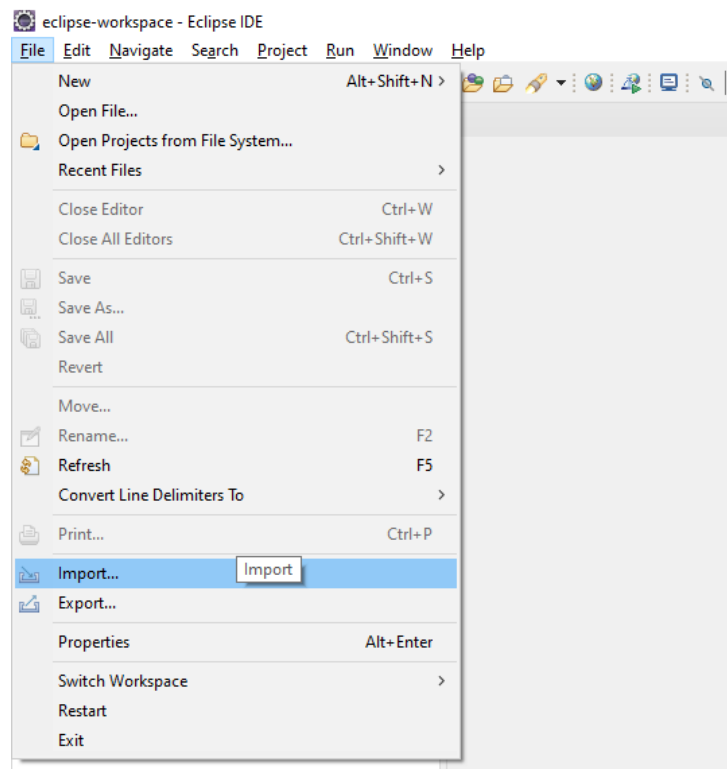 eclipse-workspace - Eclipse IDE
File Edit Navigate Search Project Run Window Help
New Alt+Shift+N >
Open File...
Open Projects from File System...
Recent Files >
Close Editor Ctrl+W
Close All Editors Ctrl+Shift+W
Save Ctrl+S
Save As...
Save All Ctrl+Shift+S
Revert
Move...
Rename... F2
Refresh F5
Convert Line Delimiters To >
Print... Ctrl+P
Import... Import
Export...
Properties Alt+Enter
Switch Workspace >
Restart
Exit